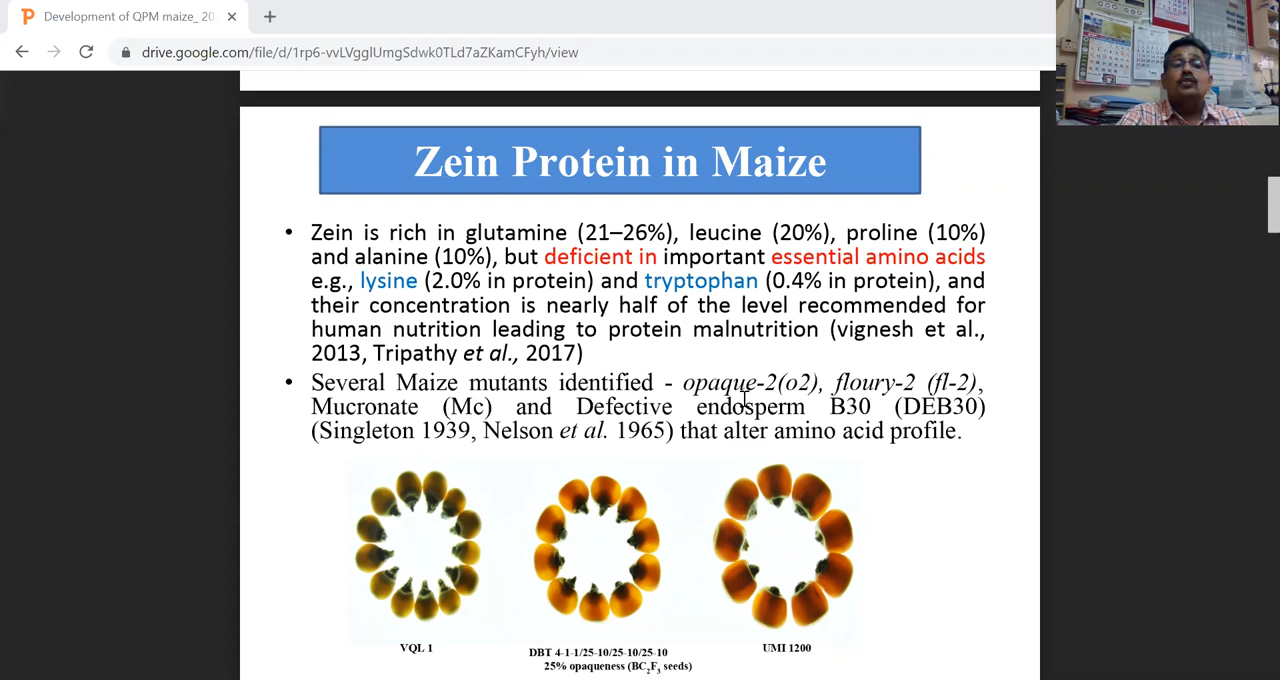 Development of QPM maize_ 20
drive.google.com/file/d/1rp6-vvLVgglUmgSdwk0TLd7aZKamCFyh/view
Zein Protein in Maize
• Zein is rich in glutamine (21–26%), leucine (20%), proline (10%)
and alanine (10%), but deficient in important essential amino acids
e.g., lysine (2.0% in protein) and tryptophan (0.4% in protein), and
their concentration is nearly half of the level recommended for
human nutrition leading to protein malnutrition (vignesh et al.,
2013, Tripathy et al., 2017)
• Several Maize mutants identified - opaque-2(o2), floury-2 (fl-2),
Mucronate (Mc) and Defective endosperm B30 (DEB30)
(Singleton 1939, Nelson et al. 1965) that alter amino acid profile.
VQL 1
DBT 4-1-1/25-10/25-10/25-10
25% opaqueness (BC2F3 seeds)
UMI 1200